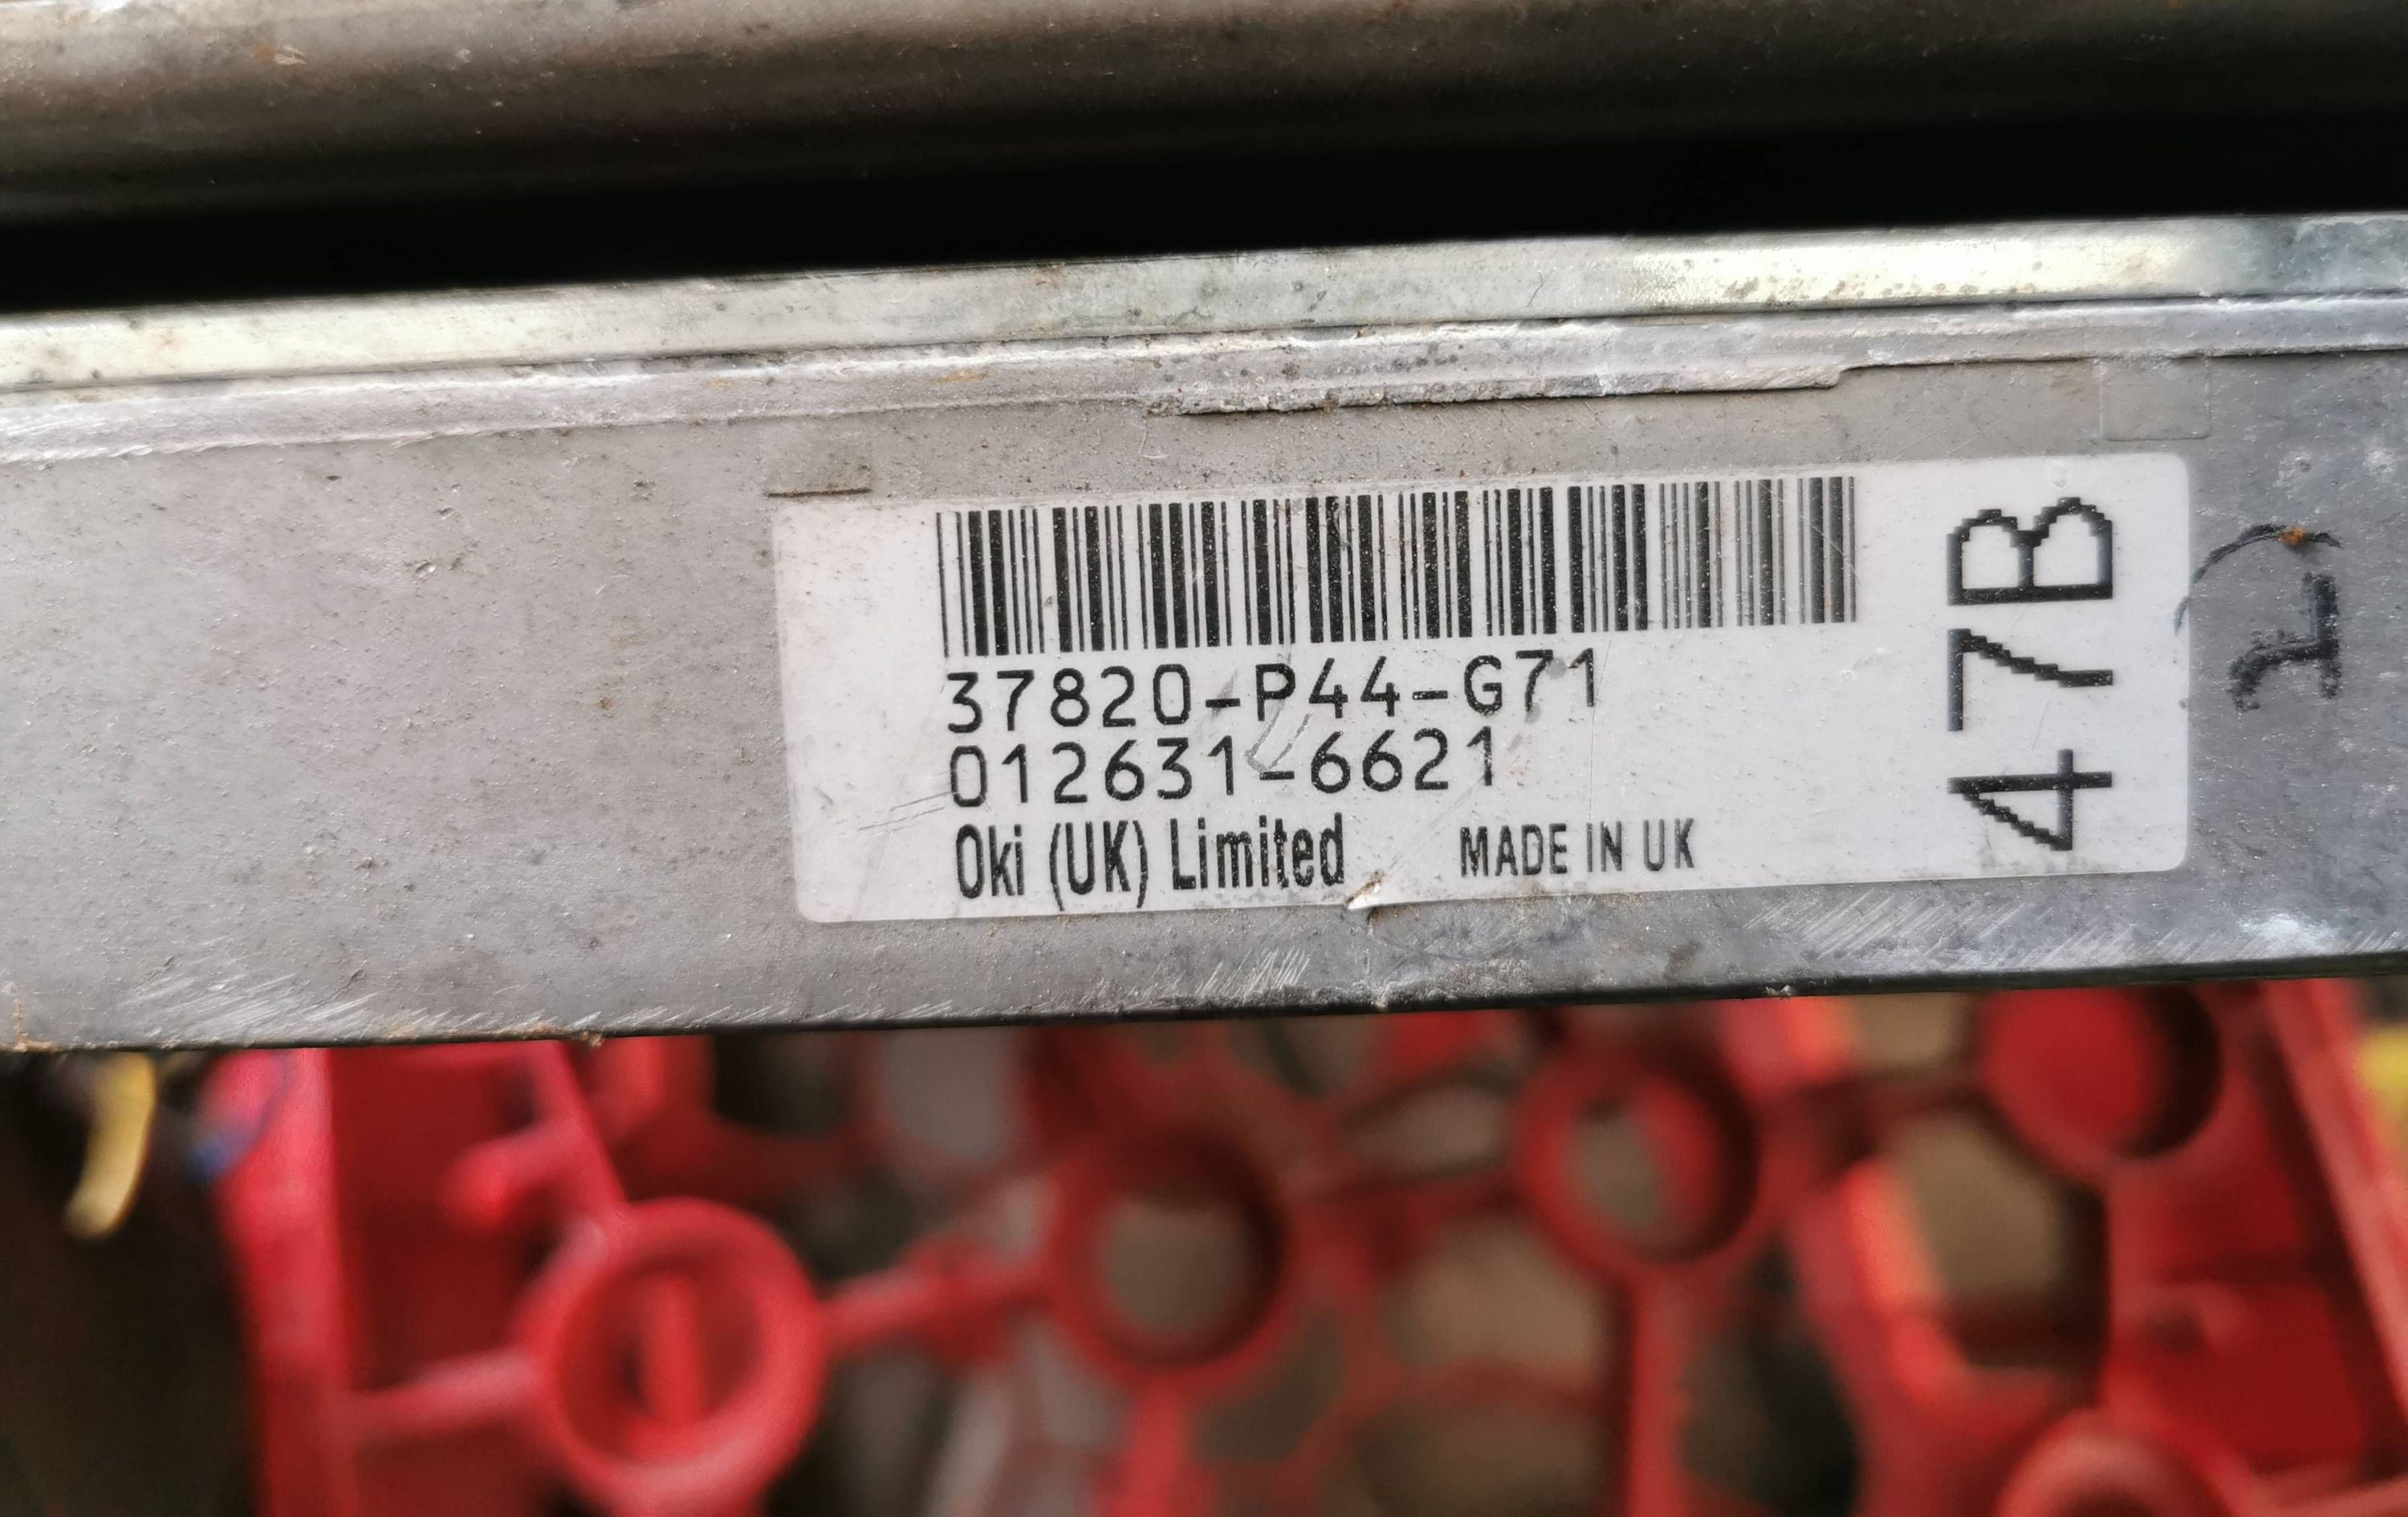 37820-P44-G71
012631-6621
Oki (UK) Limited MADE IN UK
47B